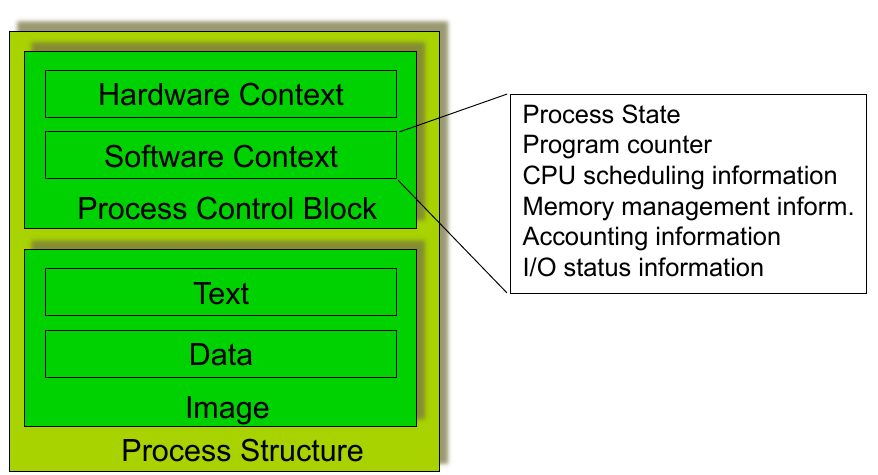 Hardware Context
Software Context
Process Control Block
Text
Data
Image
Process Structure
Process State
Program counter
CPU scheduling information
Memory management inform.
Accounting information
I/O status information